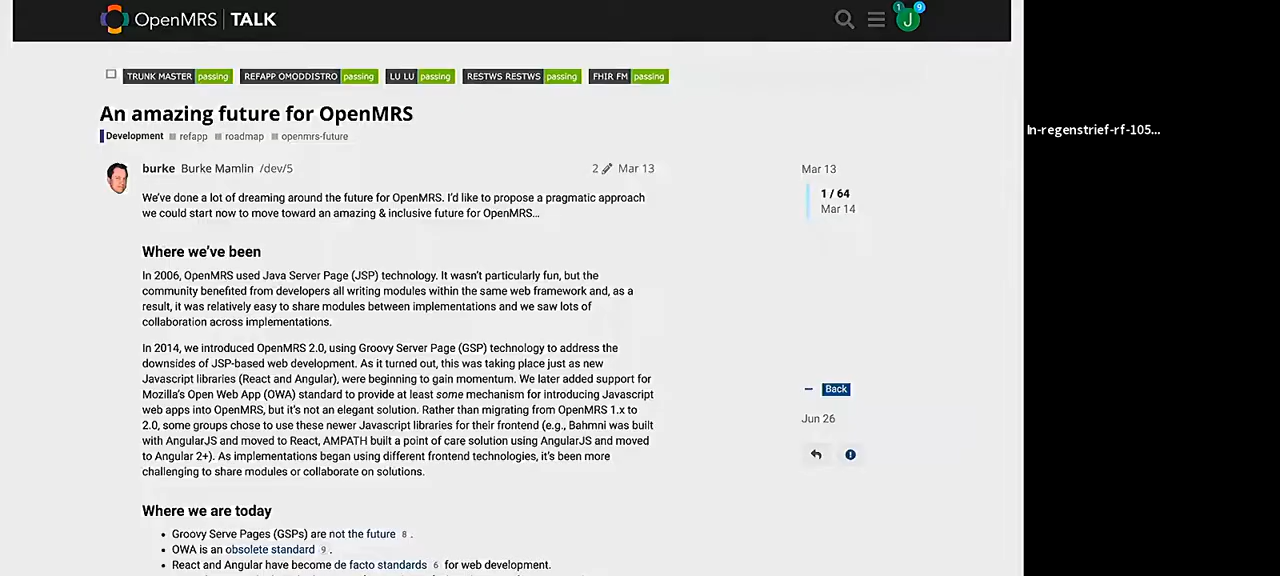 OpenMRS | TALK
1 9
J
TRUNK MASTER passing REFAPP OMODDISTRO passing LU LU passing RESTWS RESTWS passing FHIR FM passing
An amazing future for OpenMRS
Development refapp roadmap openmrs-future
burke Burke Mamlin /dev/5 2 Mar 13
We've done a lot of dreaming around the future for OpenMRS. I'd like to propose a pragmatic approach
we could start now to move toward an amazing & inclusive future for OpenMRS…
Where we've been
In 2006, OpenMRS used Java Server Page (JSP) technology. It wasn't particularly fun, but the
community benefited from developers all writing modules within the same web framework and, as a
result, it was relatively easy to share modules between implementations and we saw lots of
collaboration across implementations.
In 2014, we introduced OpenMRS 2.0, using Groovy Server Page (GSP) technology to address the
downsides of JSP-based web development. As it turned out, this was taking place just as new
Javascript libraries (React and Angular), were beginning to gain momentum. We later added support for
Mozilla's Open Web App (OWA) standard to provide at least some mechanism for introducing Javascript
web apps into OpenMRS, but it's not an elegant solution. Rather than migrating from OpenMRS 1.x to
2.0, some groups chose to use these newer Javascript libraries for their frontend (e.g., Bahmni was built
with AngularJS and moved to React, AMPATH built a point of care solution using AngularJS and moved
to Angular 2+). As implementations began using different frontend technologies, it's been more
challenging to share modules or collaborate on solutions.
Where we are today
• Groovy Serve Pages (GSPs) are not the future 8 .
• OWA is an obsolete standard 9 .
• React and Angular have become de facto standards 6 for web development.
Mar 13
1 / 64
Mar 14
Back
Jun 26
In-regenstrief-rf-105...